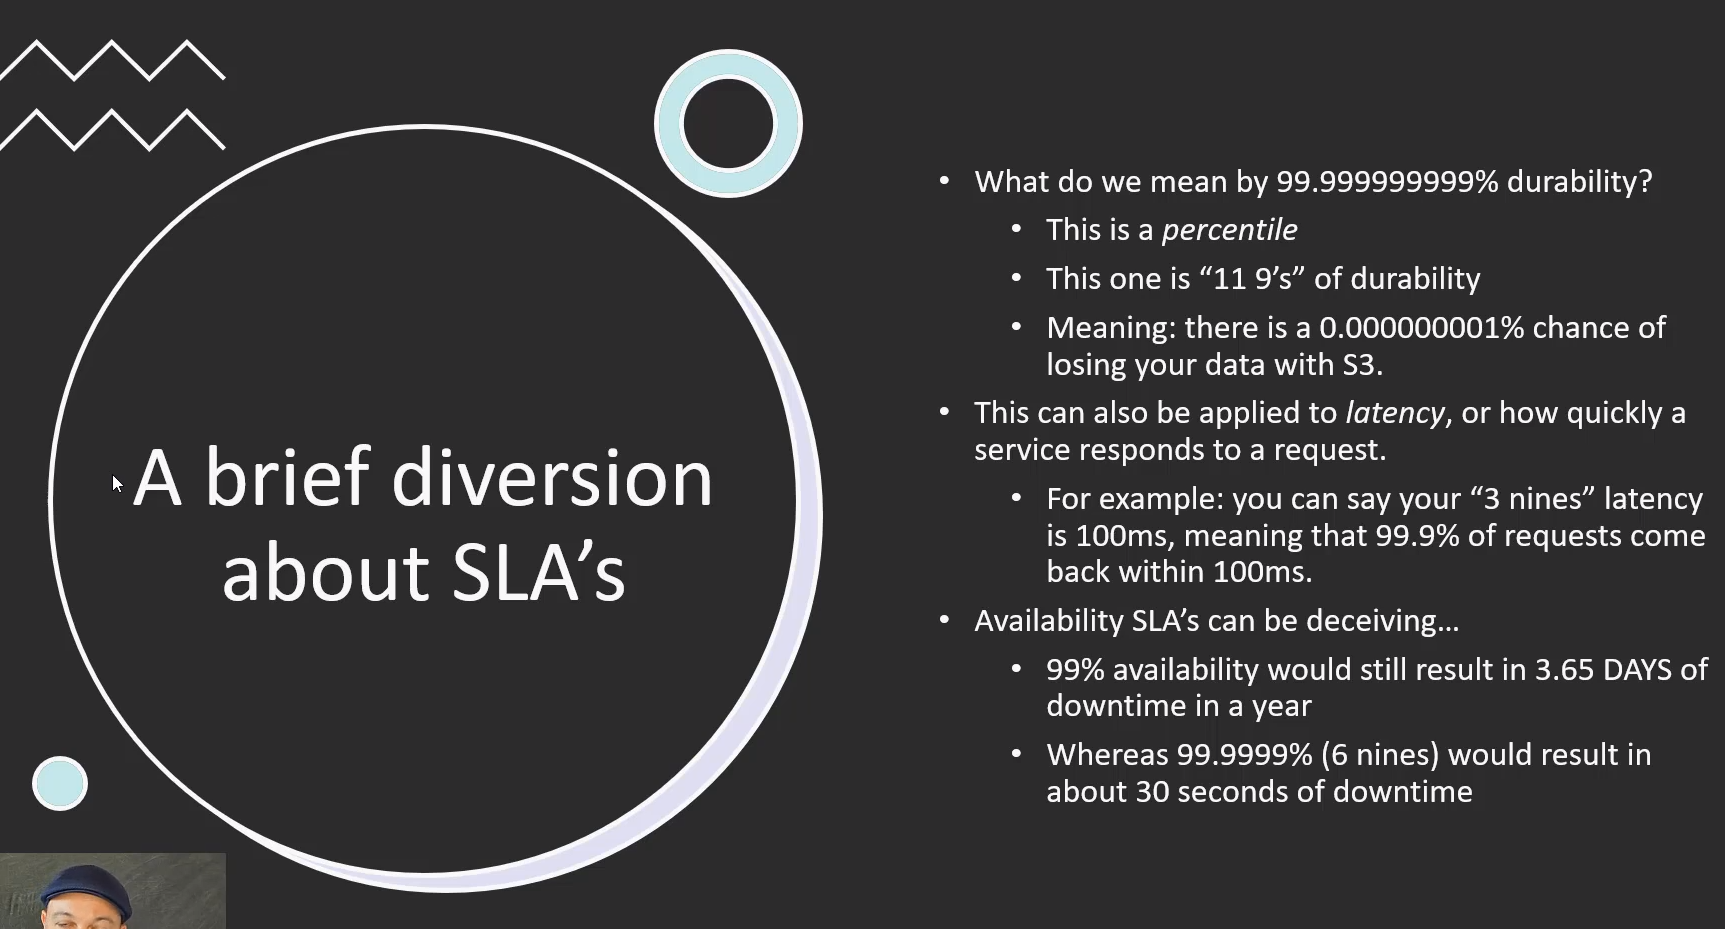 A brief diversion
about SLA’s
• What do we mean by 99.999999999% durability?
• This is a percentile
• This one is “11 9’s” of durability
• Meaning: there is a 0.000000001% chance of
losing your data with S3.
• This can also be applied to latency, or how quickly a
service responds to a request.
• For example: you can say your “3 nines” latency
is 100ms, meaning that 99.9% of requests come
back within 100ms.
• Availability SLA’s can be deceiving…
• 99% availability would still result in 3.65 DAYS of
downtime in a year
• Whereas 99.9999% (6 nines) would result in
about 30 seconds of downtime